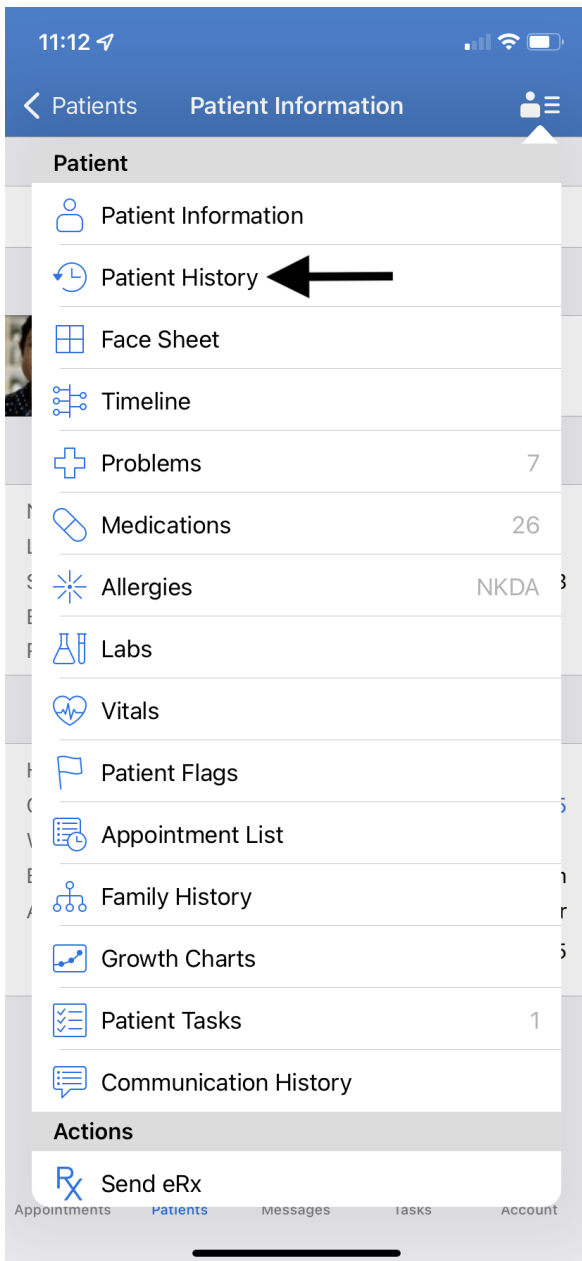 11:12
Patients Patient Information
Patient
Patient Information
Patient History
Face Sheet
Timeline
Problems 7
Medications 26
Allergies NKDA
Labs
Vitals
Patient Flags
Appointment List
Family History
Growth Charts
Patient Tasks 1
Communication History
Actions
Rx Send eRx
Appointments Patients Messages Tasks Account